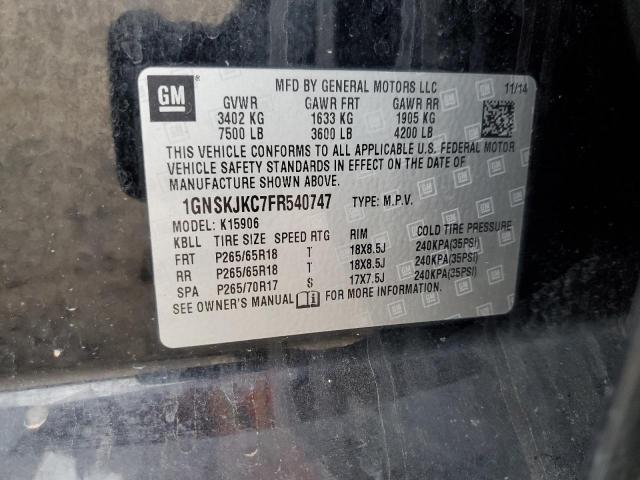 GM
MFD BY GENERAL MOTORS LLC 11/14
GVWR GAWR FRT GAWR RR
3402 KG 1633 KG 1905 KG
7500 LB 3600 LB 4200 LB
THIS VEHICLE CONFORMS TO ALL APPLICABLE U.S. FEDERAL MOTOR
VEHICLE SAFETY STANDARDS IN EFFECT ON THE DATE OF
MANUFACTURE SHOWN ABOVE.
1GNSKJKC7FR540747 TYPE: M.P.V.
MODEL: K15906
KBLL TIRE SIZE SPEED RTG RIM COLD TIRE PRESSURE
FRT P265/65R18 T 18X8.5J 240KPA(35PSI)
RR P265/65R18 T 18X8.5J 240KPA(35PSI)
SPA P265/70R17 S 17X7.5J 240KPA(35PSI)
SEE OWNER'S MANUAL FOR MORE INFORMATION.